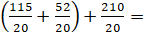 (115/20 + 52/20) + 210/20 =